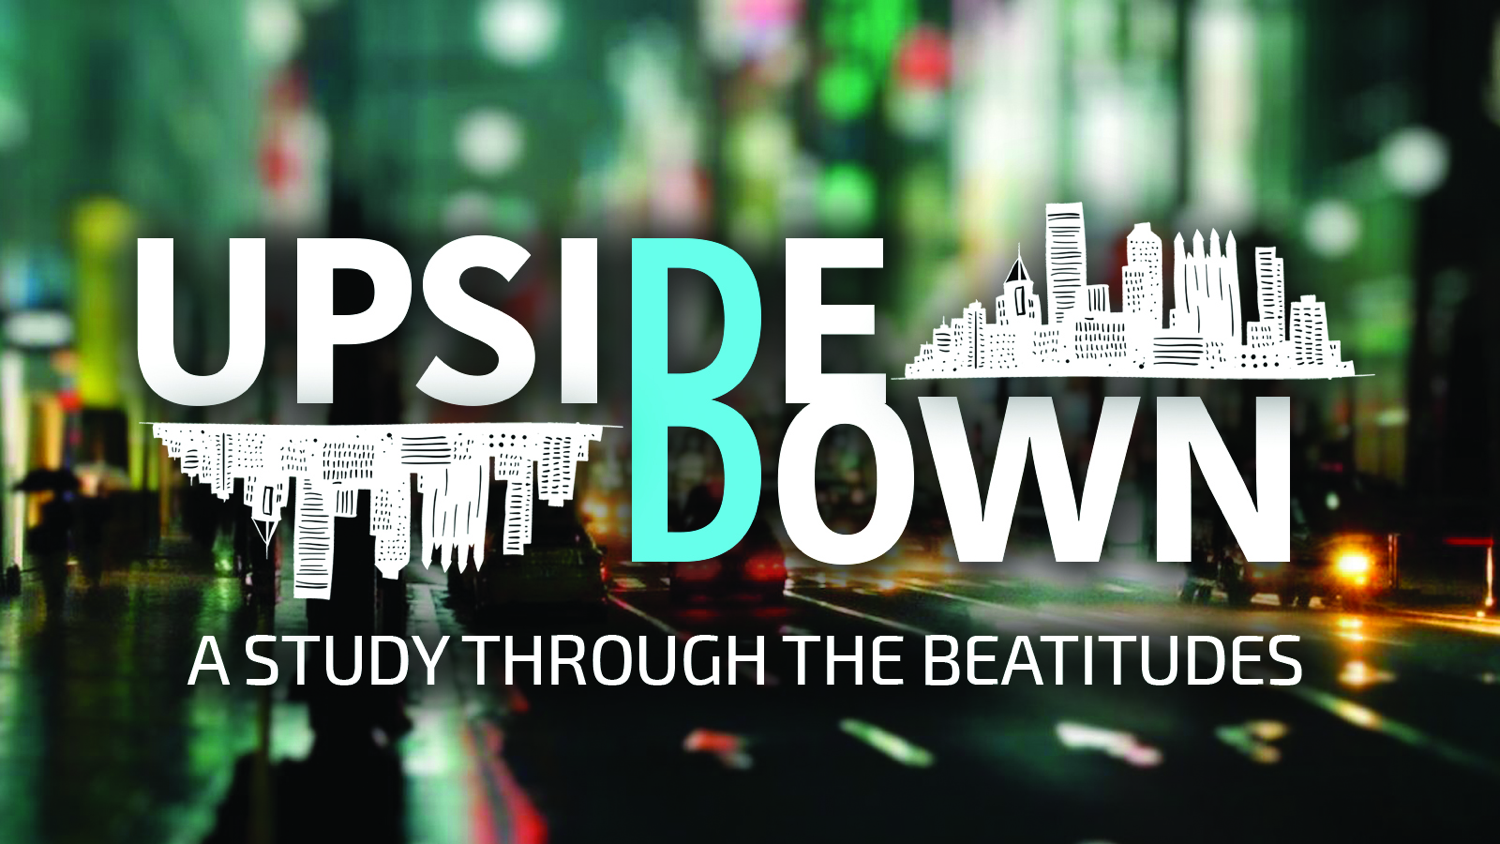 UPSIDE
DOWN
A STUDY THROUGH THE BEATITUDES